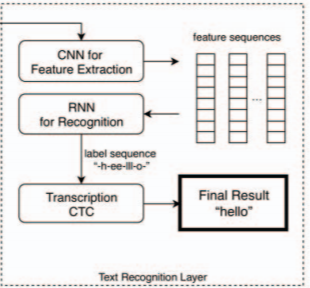 CNN for
Feature Extraction
feature sequences
...
RNN
for Recognition
label sequence
"-h-ee-lll-o-"
Transcription
CTC
Final Result
"hello"
Text Recognition Layer